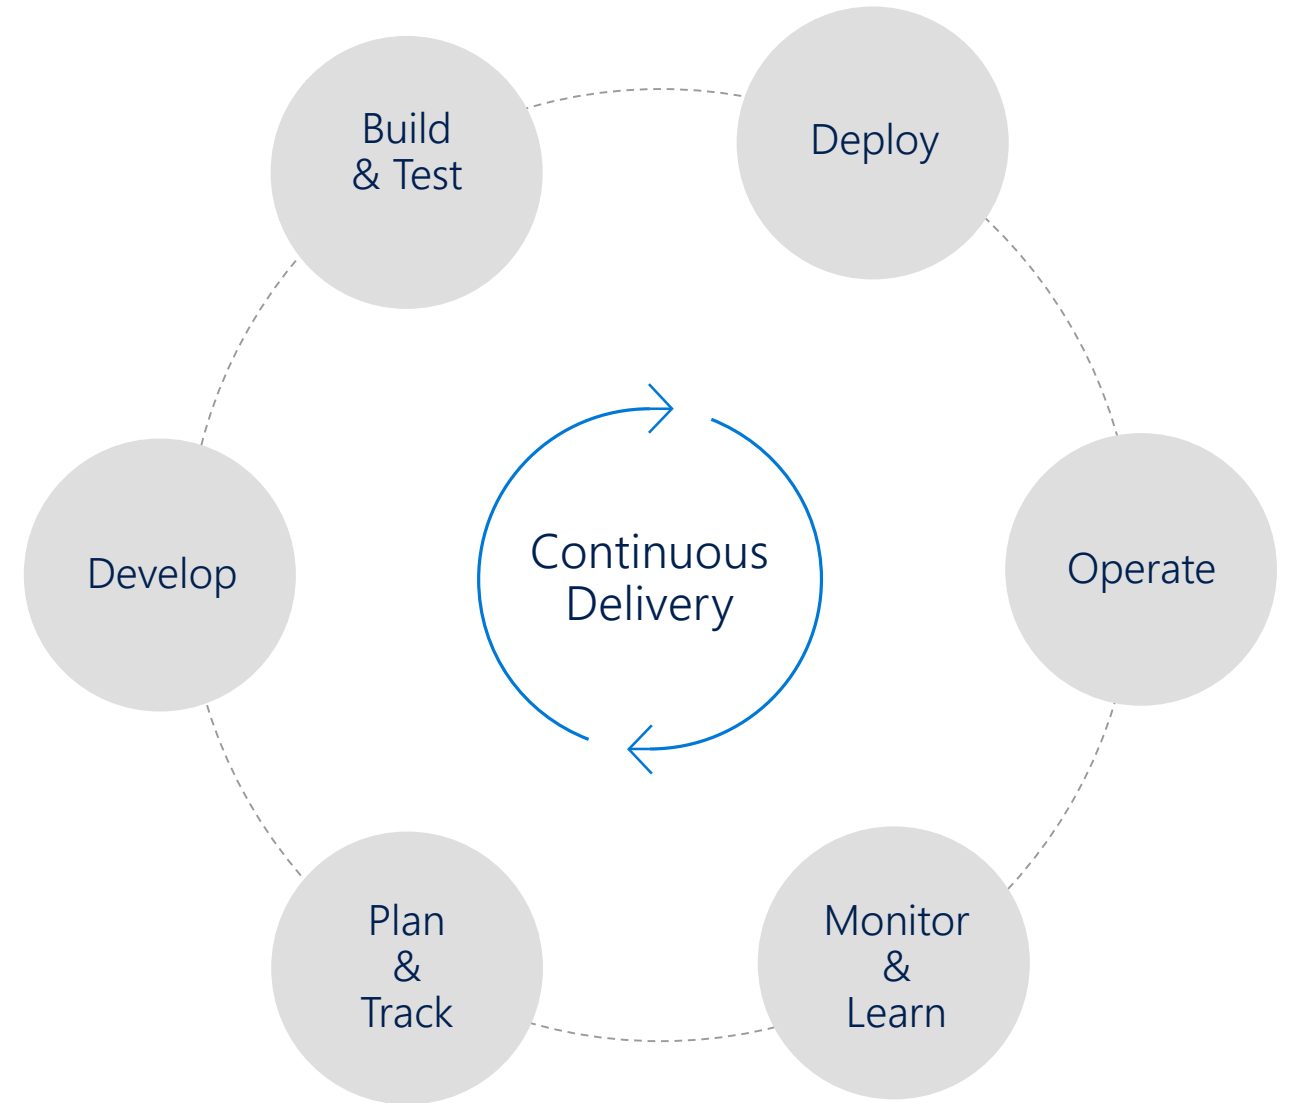 Build
& Test
Deploy
Develop
Continuous
Delivery
Operate
Plan
&
Track
Monitor
&
Learn